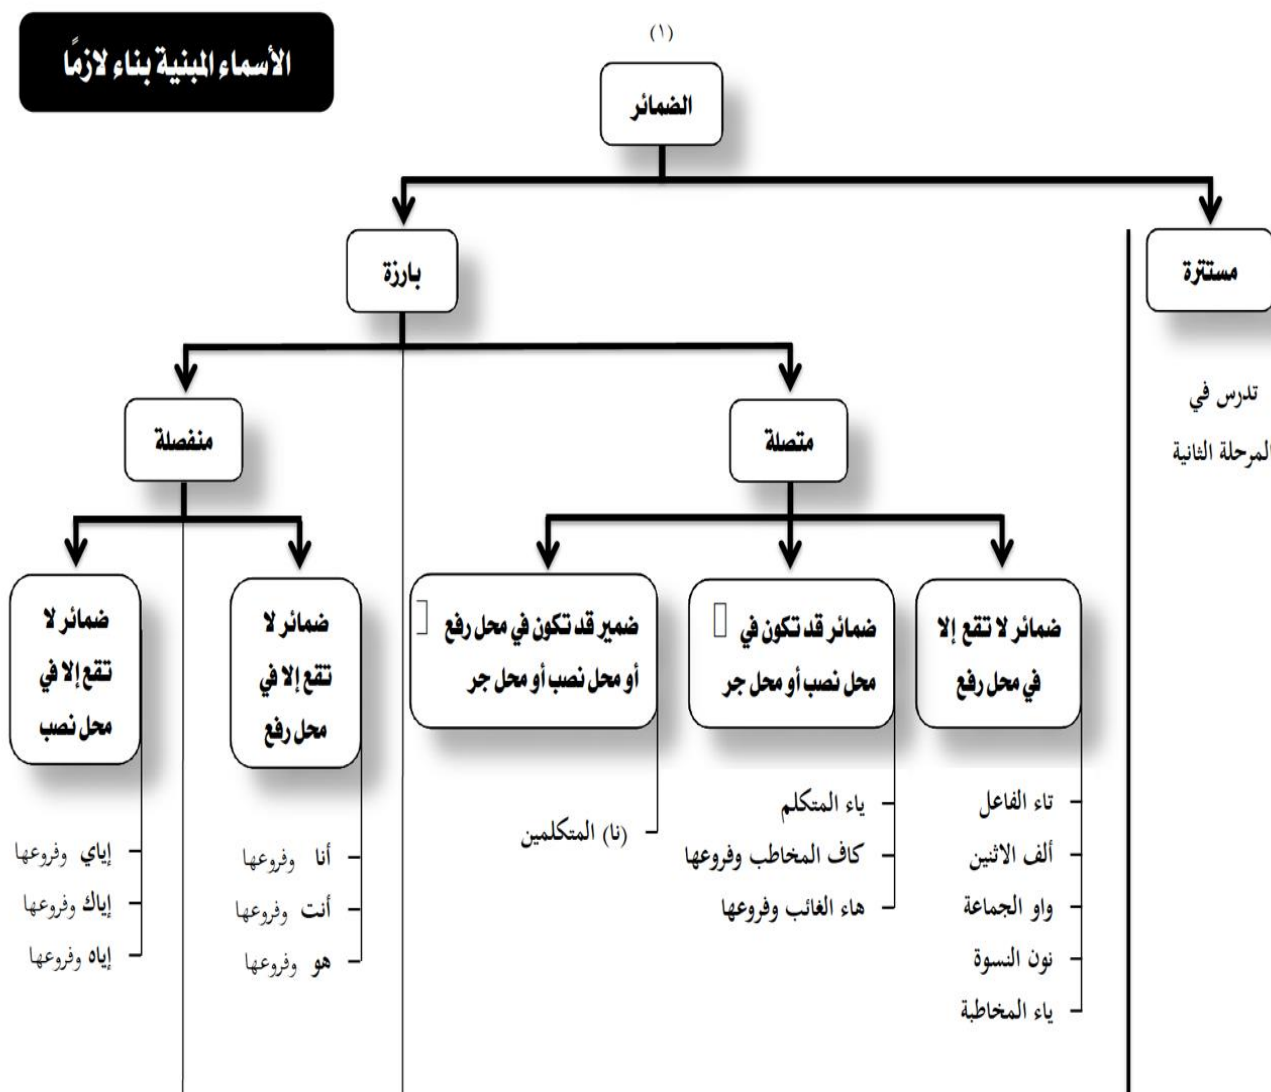 الأسماء المبنية بناء لازمًا
(١)
الضمائر
مستترة
تدرس في
المرحلة الثانية
بارزة
متصلة
ضمائر لا تقع إلا
في محل رفع
- تاء الفاعل
- ألف الاثنين
- واو الجماعة
- نون النسوة
- ياء المخاطبة
ضمائر قد تكون في
محل نصب أو محل جر
- ياء المتكلم
- كاف المخاطب وفروعها
- هاء الغائب وفروعها
ضمير قد تكون في محل رفع
أو محل نصب أو محل جر
- (نا) المتكلمين
منفصلة
ضمائر لا
تقع إلا في
محل رفع
- أنا وفروعها
- أنت وفروعها
- هو وفروعها
ضمائر لا
تقع إلا في
محل نصب
- إياي وفروعها
- إياك وفروعها
- إياه وفروعها